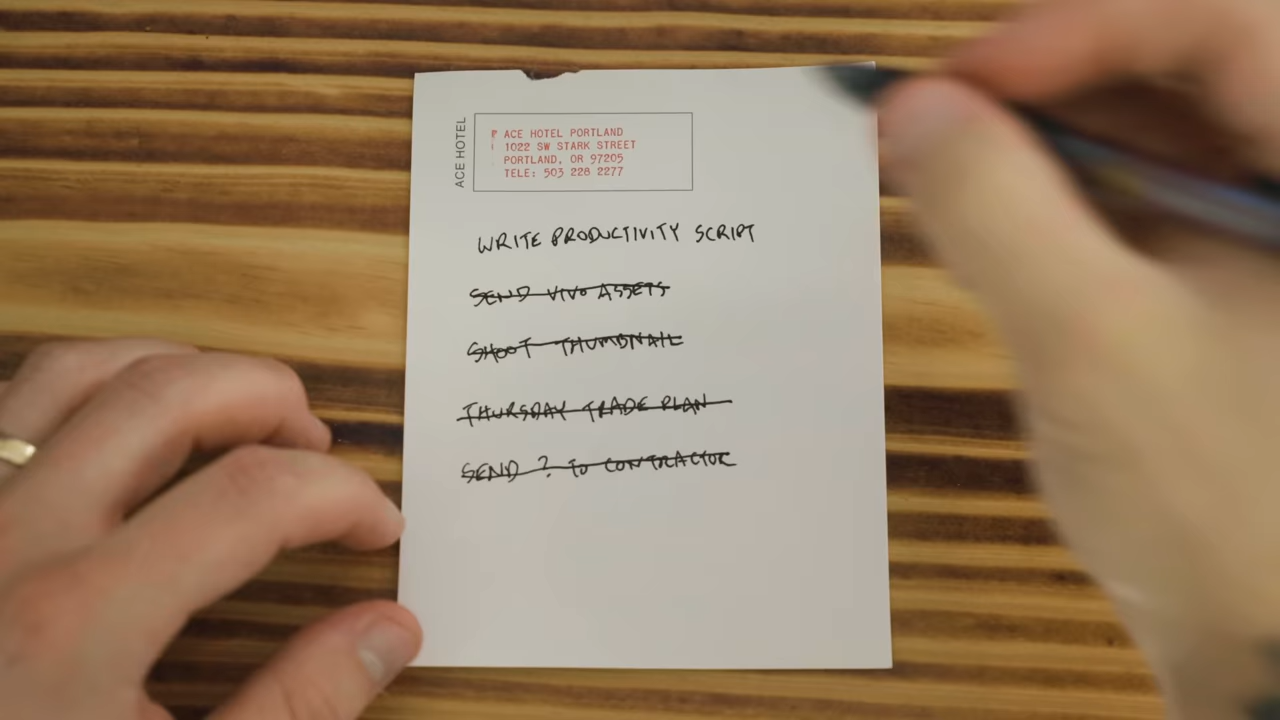 ACE HOTEL
ACE HOTEL PORTLAND
1022 SW STARK STREET
PORTLAND, OR 97205
TELE: 503 228 2277
WRITE PRODUCTIVITY SCRIPT
SEND VIVO ASSETS
SHOOT THUMBNAIL
THURSDAY TRADE PLAN
SEND ? TO CONTRACTOR